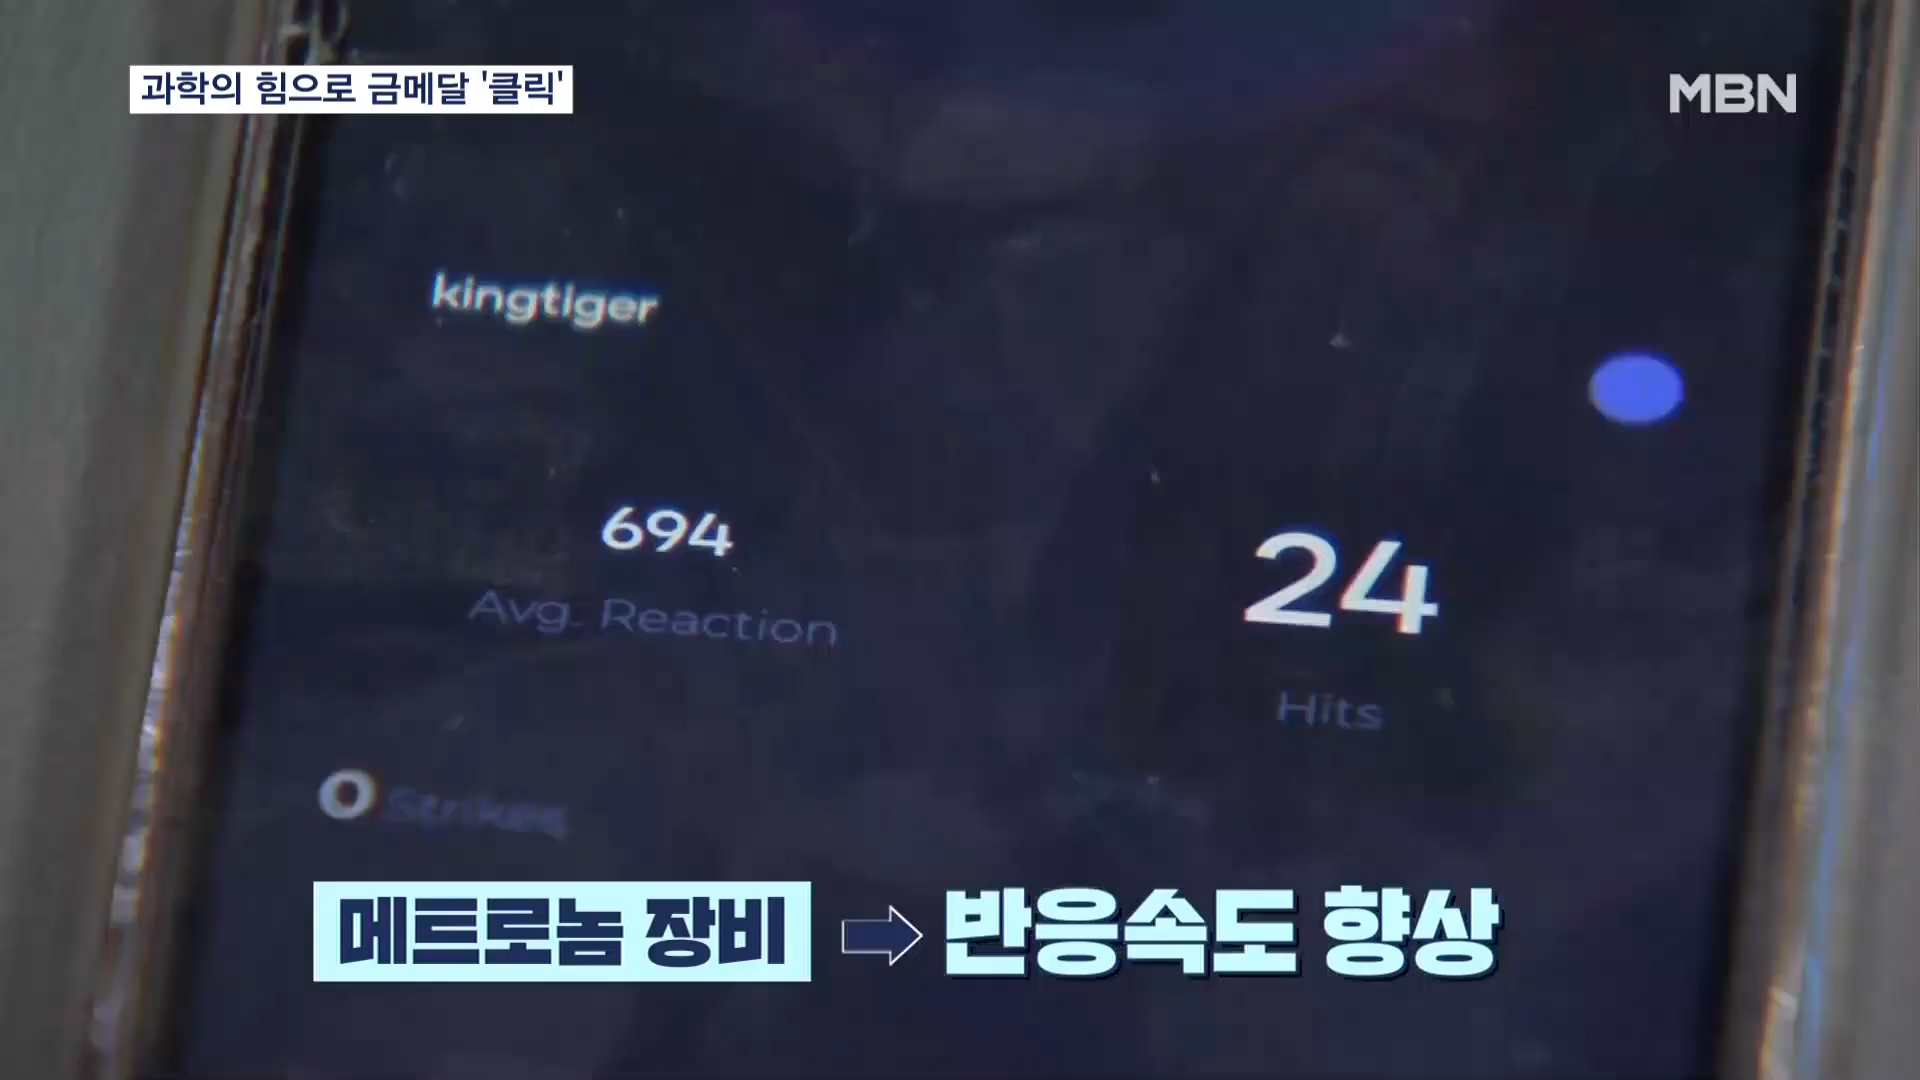 과학의 힘으로 금메달 '클릭'
MBN
kingtiger
694
Avg. Reaction
24
Hits
0 Strikes
메트로놈 장비 ⇨ 반응속도 향상